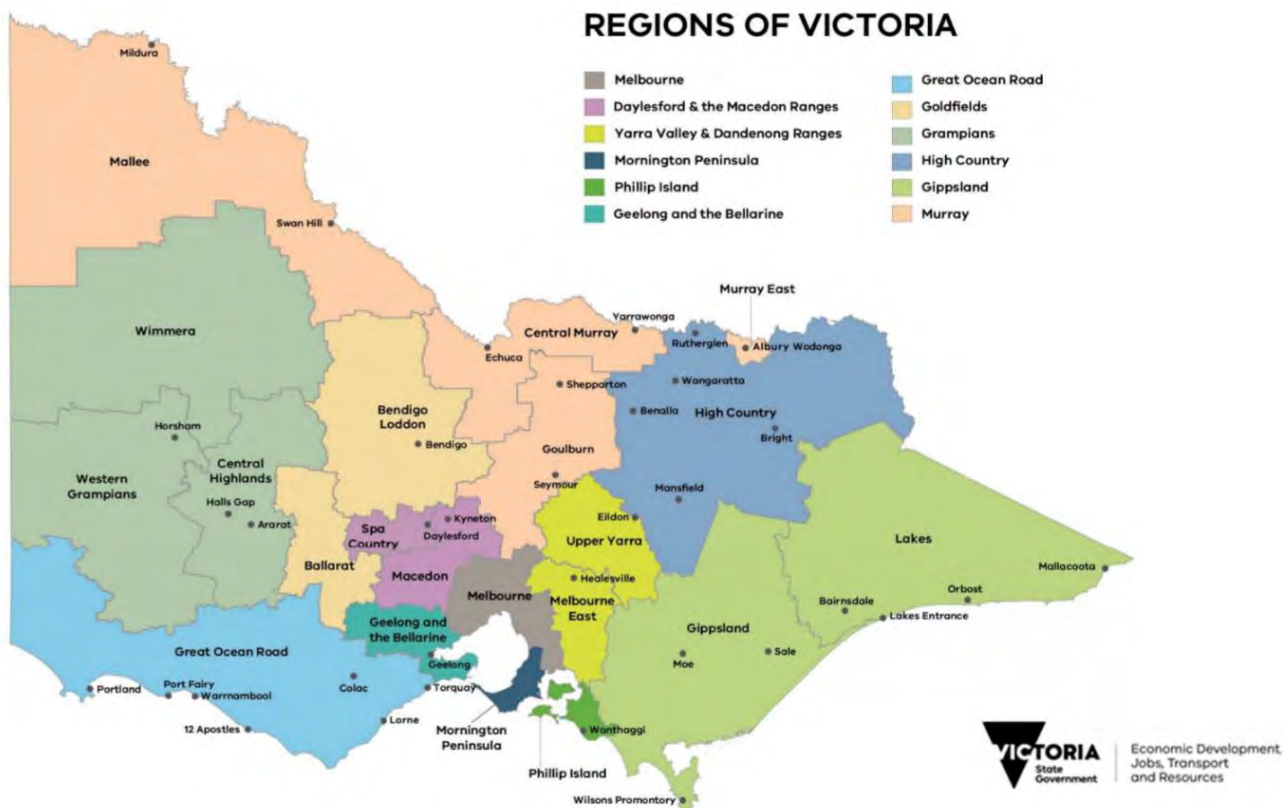 REGIONS OF VICTORIA
Melbourne
Daylesford & the Macedon Ranges
Yarra Valley & Dandenong Ranges
Mornington Peninsula
Phillip Island
Geelong and the Bellarine
Great Ocean Road
Goldfields
Grampians
High Country
Gippsland
Murray
Mildura
Mallee
Swan Hill
Wimmera
Murray East
Yarrawonga
Central Murray
Rutherglen
Albury Wodonga
Echuca
Shepparton
Wangaratta
Benalla
High Country
Bright
Bendigo
Loddon
Bendigo
Horsham
Goulburn
Central
Highlands
Western
Grampians
Seymour
Mansfield
Halls Gap
Ararat
Kyneton
Spa
Country
Daylesford
Eildon
Upper Yarra
Lakes
Ballarat
Macedon
Healesville
Mallacoota
Melbourne
Melbourne
East
Orbost
Bairnsdale
Lakes Entrance
Geelong and
the Bellarine
Gippsland
Great Ocean Road
Geelong
Moe
Sale
Colac
Portland
Port Fairy
Warrnambool
Torquay
12 Apostles
Lorne
Mornington
Peninsula
Wonthaggi
Phillip Island
Wilsons Promontory
VICTORIA
State
Government
Economic Development
Jobs, Transport
and Resources